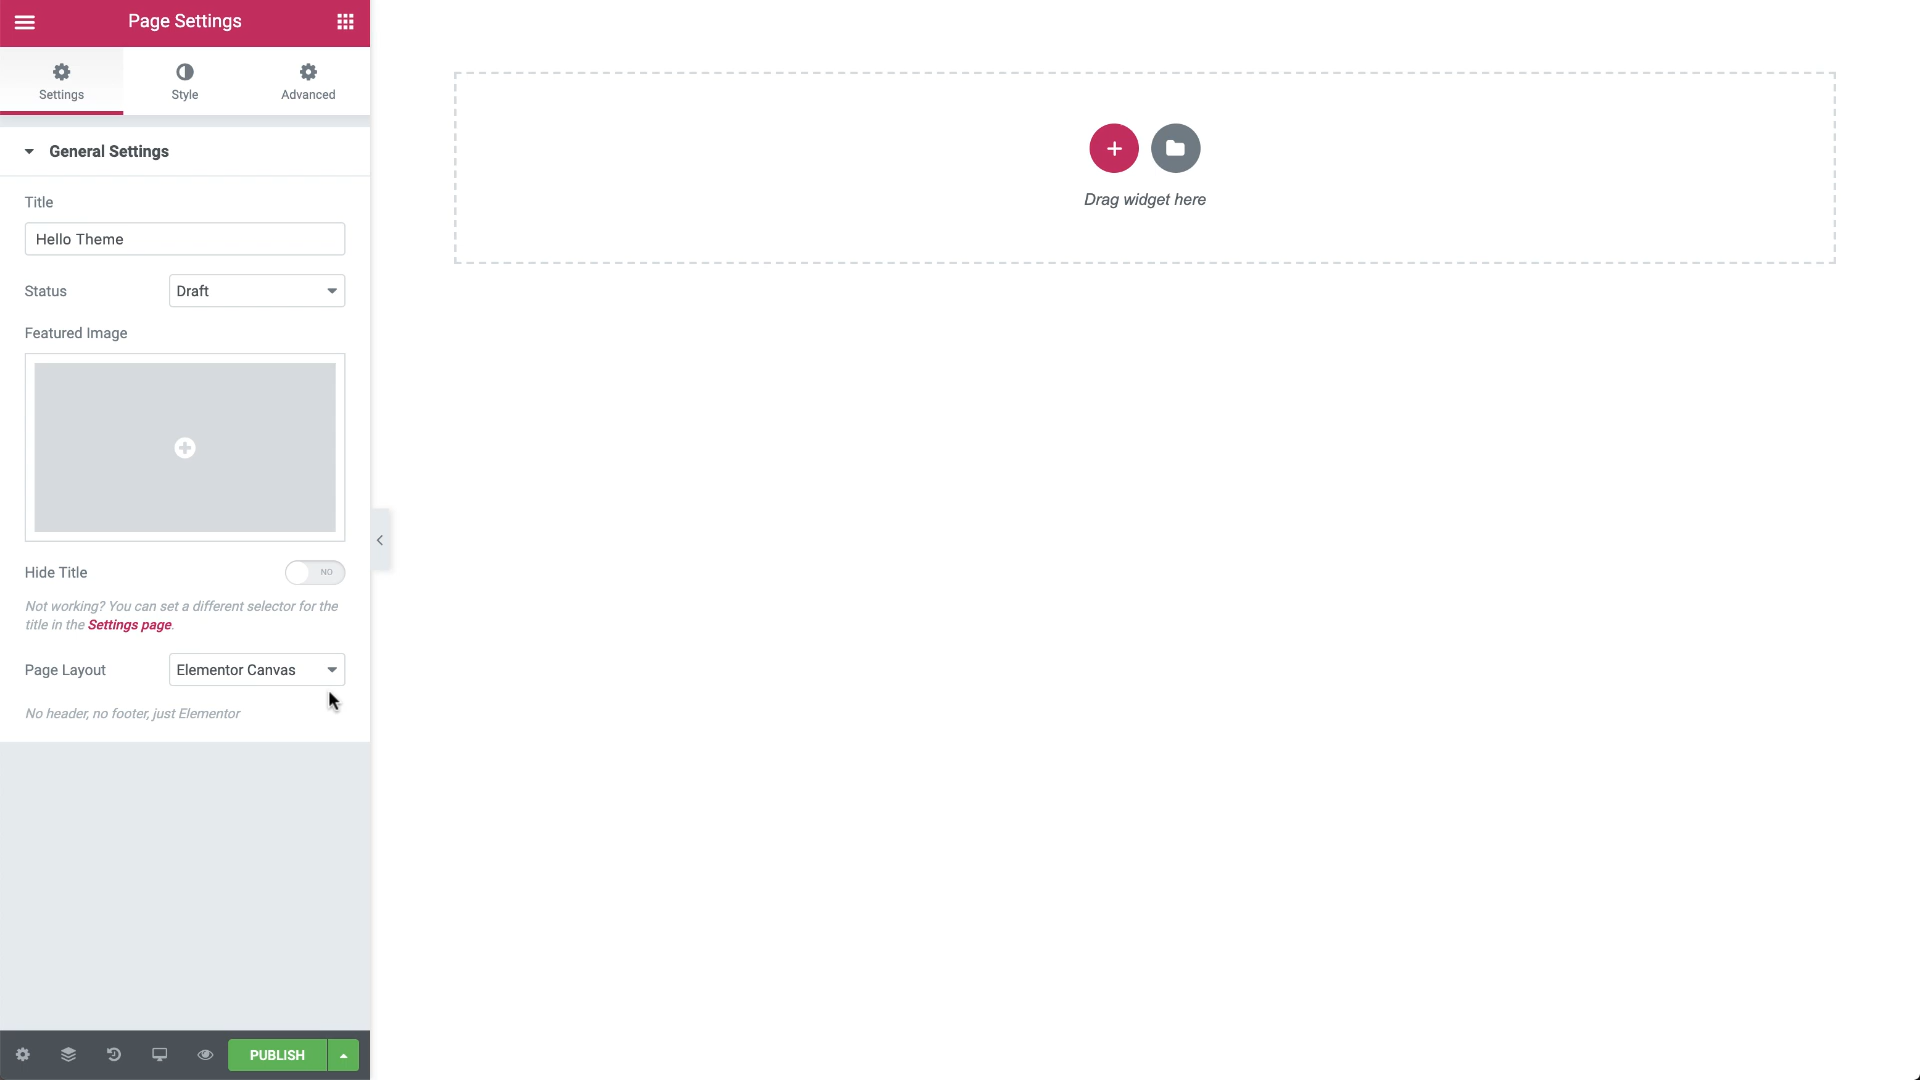 Page Settings
Settings
Style
Advanced
General Settings
Title
Hello Theme
Status
Draft
Featured Image
Hide Title
NO
Not working? You can set a different selector for the
title in the Settings page.
Page Layout
Elementor Canvas
No header, no footer, just Elementor
PUBLISH
Drag widget here